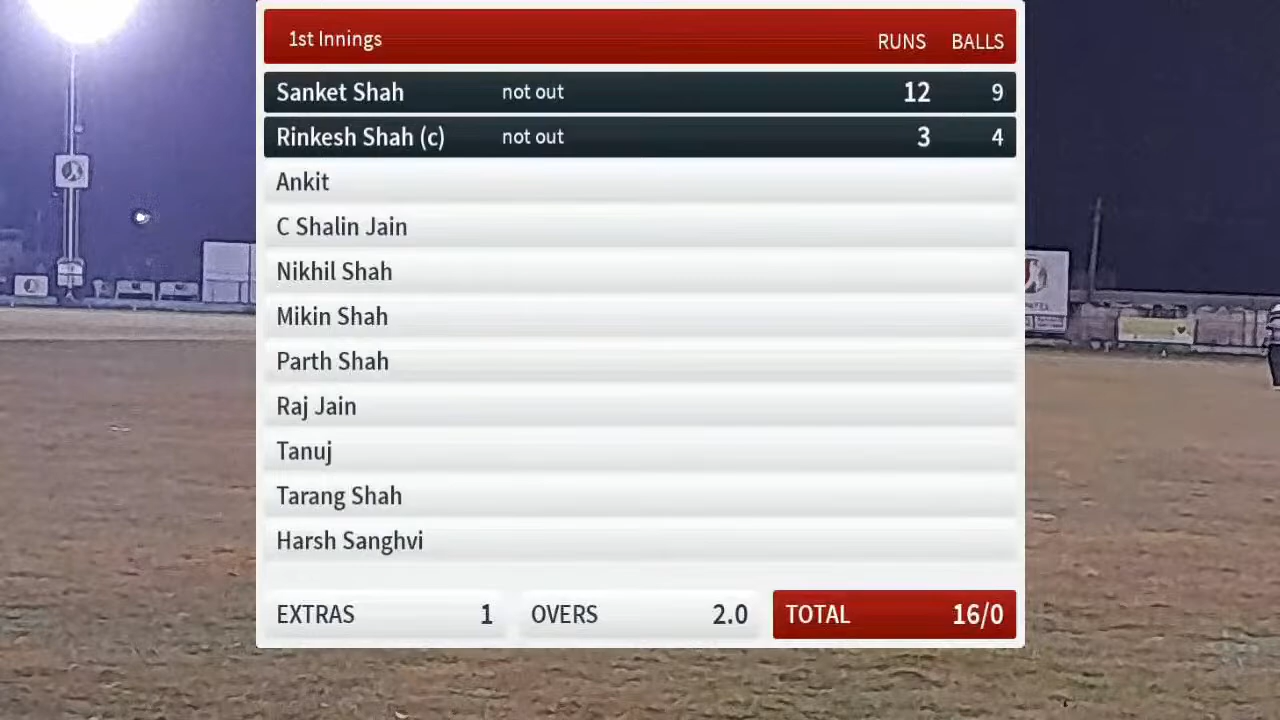 1st Innings RUNS BALLS
Sanket Shah not out 12 9
Rinkesh Shah (c) not out 3 4
Ankit
C Shalin Jain
Nikhil Shah
Mikin Shah
Parth Shah
Raj Jain
Tanuj
Tarang Shah
Harsh Sanghvi
EXTRAS 1 OVERS 2.0 TOTAL 16/0